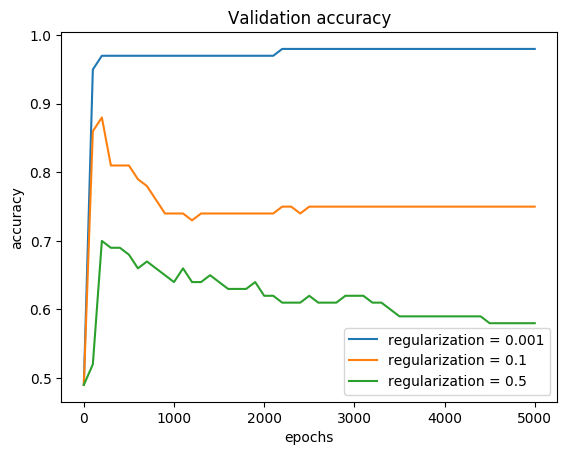 Validation accuracy
1.0
0.9
0.8
0.7
0.6
0.5
accuracy
regularization = 0.001
regularization = 0.1
regularization = 0.5
0 1000 2000 3000 4000 5000
epochs